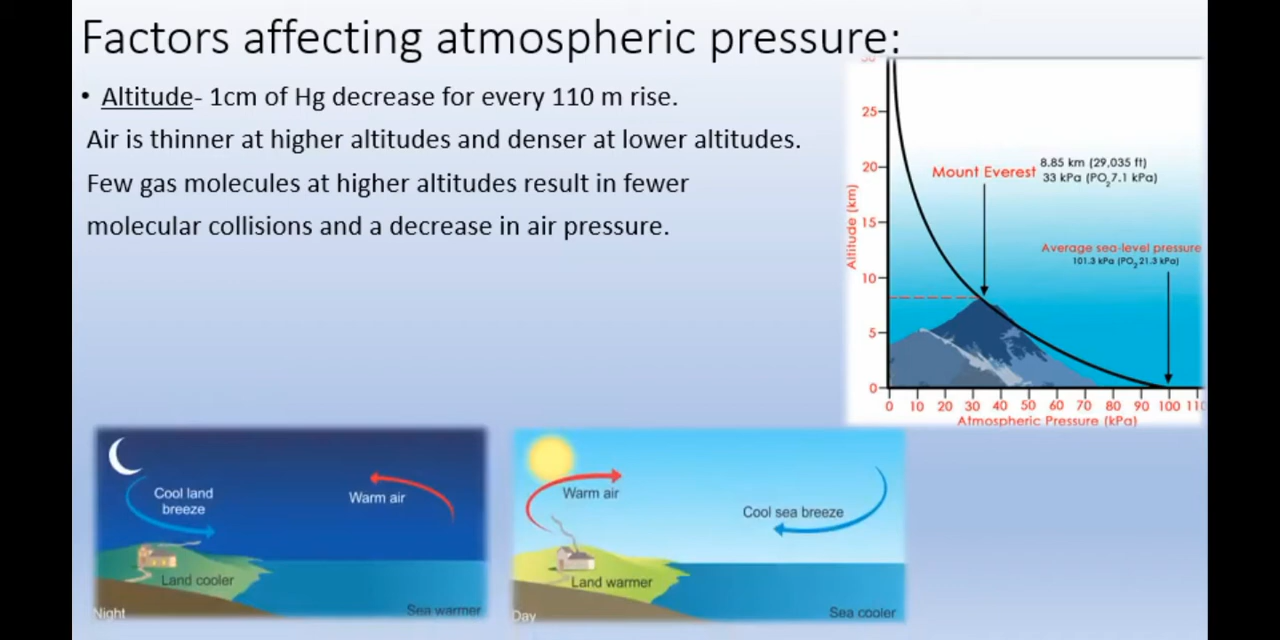 Factors affecting atmospheric pressure:
• Altitude- 1cm of Hg decrease for every 110 m rise.
Air is thinner at higher altitudes and denser at lower altitudes.
Few gas molecules at higher altitudes result in fewer
molecular collisions and a decrease in air pressure.
30
25
20
15
10
5
0
Altitude (km)
Mount Everest
8.85 km (29,035 ft)
33 kPa (PO2 7.1 kPa)
Average sea-level pressure
101.3 kPa (PO2 21.3 kPa)
0 10 20 30 40 50 60 70 80 90 100 110
Atmospheric Pressure (kPa)
Cool land
breeze
Warm air
Land cooler
Night
Sea warmer
Warm air
Cool sea breeze
Land warmer
Day
Sea cooler